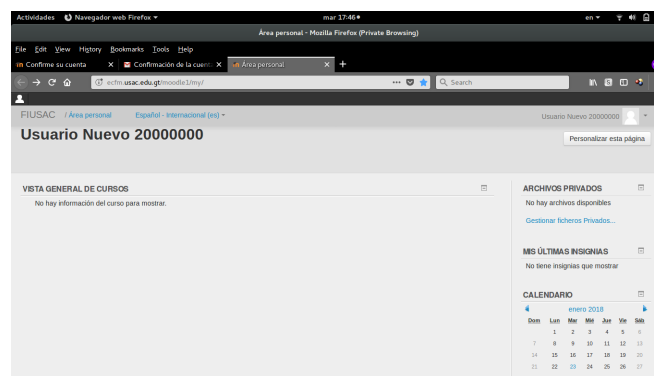 Actividades Navegador web Firefox mar 17:46 en
Área personal - Mozilla Firefox (Private Browsing)
File Edit View History Bookmarks Tools Help
Confirme su cuenta Confirmación de la cuenta Área personal
ecfm.usac.edu.gt/moodle1/my/ Search
FIUSAC / Área personal Español - Internacional (es) Usuario Nuevo 20000000
Usuario Nuevo 20000000
Personalizar esta página
VISTA GENERAL DE CURSOS
No hay información del curso para mostrar.
ARCHIVOS PRIVADOS
No hay archivos disponibles
Gestionar ficheros Privados...
MIS ÚLTIMAS INSIGNIAS
No tiene insignias que mostrar
CALENDARIO
enero 2018
Dom Lun Mar Mié Jue Vie Sáb
1 2 3 4 5 6
7 8 9 10 11 12 13
14 15 16 17 18 19 20
21 22 23 24 25 26 27